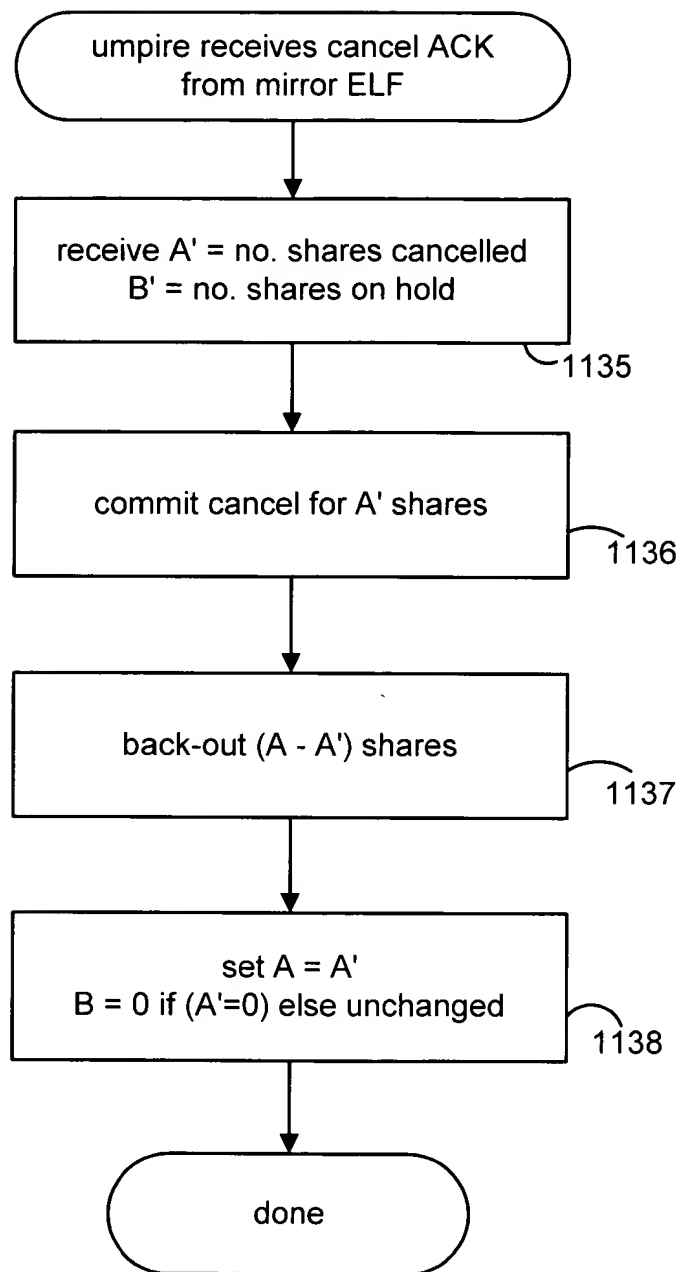 umpire receives cancel ACK
from mirror ELF
receive A' = no. shares cancelled
B' = no. shares on hold
1135
commit cancel for A' shares
1136
back-out (A - A') shares
1137
set A = A'
B = 0 if (A'=0) else unchanged
1138
done